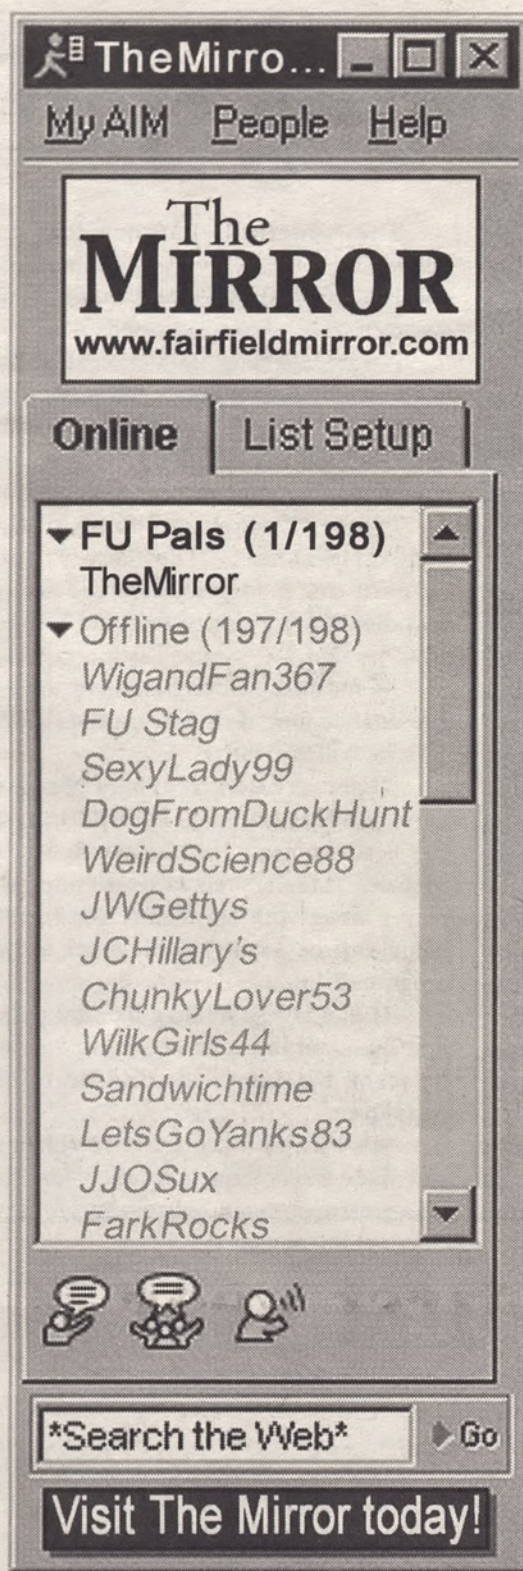 TheMirro...
My AIM People Help
The
MIRROR
www.fairfieldmirror.com
Online List Setup
FU Pals (1/198)
TheMirror
Offline (197/198)
WigandFan367
FU Stag
SexyLady99
DogFromDuckHunt
WeirdScience88
JWGettys
JCHillary's
ChunkyLover53
WilkGirls44
Sandwichtime
LetsGoYanks83
JJOSux
FarkRocks
*Search the Web* Go
Visit The Mirror today!